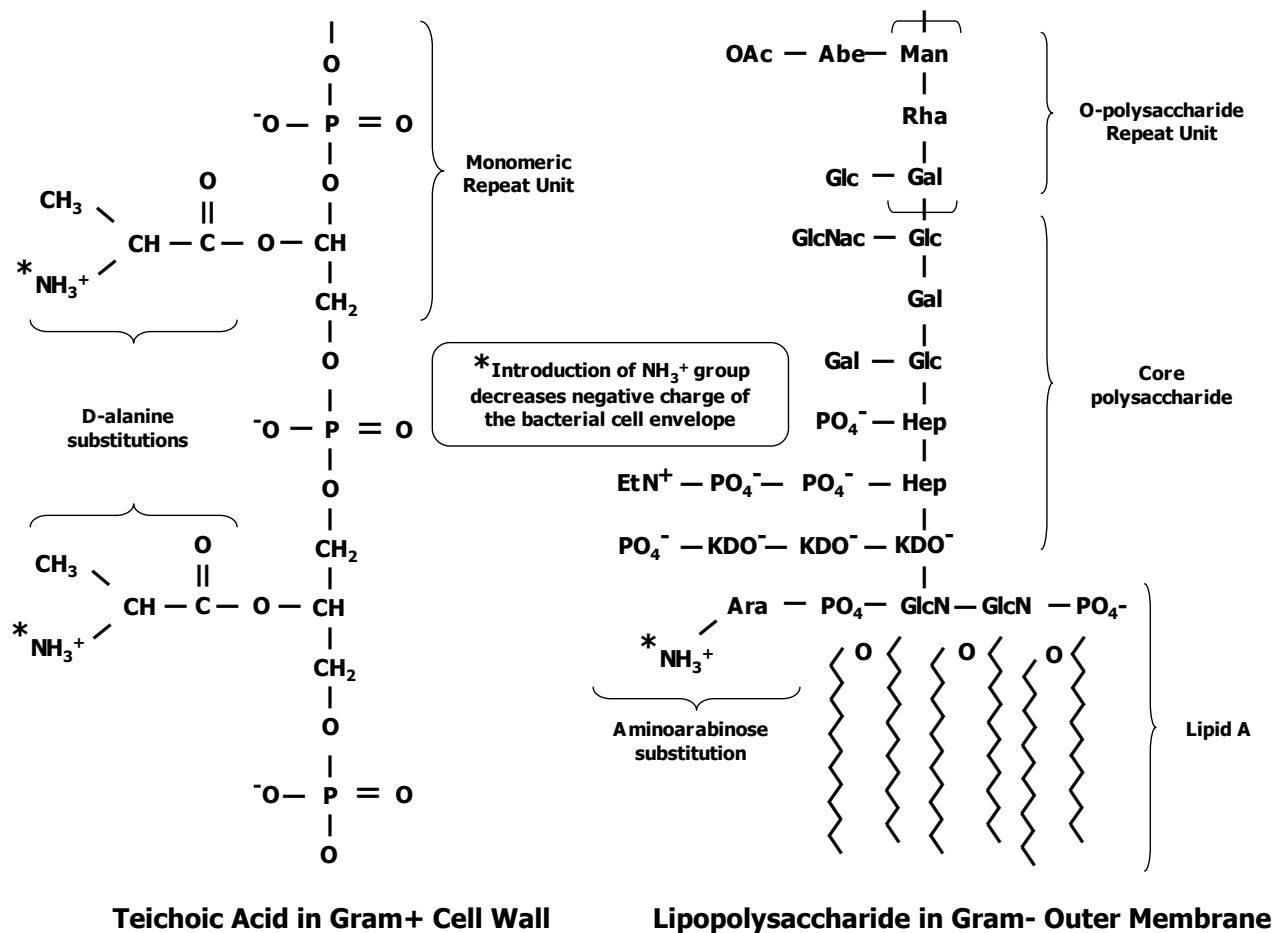 O
⁻O — P = O
O
O
CH₃
CH — C — O — CH
*NH₃⁺
CH₂
O
D-alanine
substitutions
⁻O — P = O
O
O
CH₂
CH₃
CH — C — O — CH
*NH₃⁺
CH₂
O
⁻O — P = O
O
Monomeric
Repeat Unit
*Introduction of NH₃⁺ group
decreases negative charge of
the bacterial cell envelope
OAc — Abe — Man
Rha
Glc — Gal
GlcNac — Glc
Gal
Gal — Glc
PO₄⁻ — Hep
EtN⁺ — PO₄⁻ — PO₄⁻ — Hep
PO₄⁻ — KDO⁻ — KDO⁻ — KDO⁻
Ara — PO₄ — GlcN — GlcN — PO₄-
*NH₃⁺
O O O
Aminoarabinose
substitution
O-polysaccharide
Repeat Unit
Core
polysaccharide
Lipid A
Teichoic Acid in Gram+ Cell Wall
Lipopolysaccharide in Gram- Outer Membrane